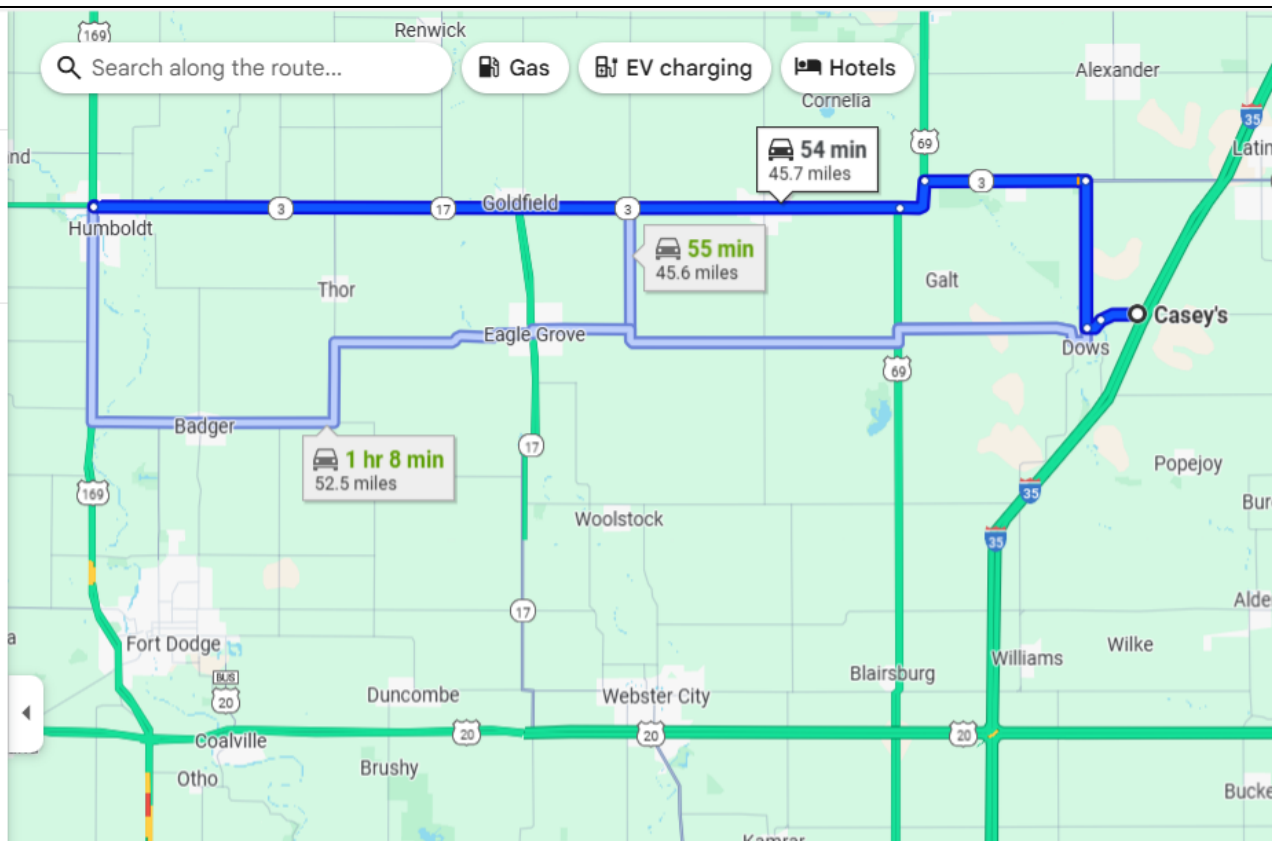 169
Renwick
Search along the route...
Gas
EV charging
Hotels
Alexander
Cornelia
35
69
54 min
45.7 miles
Latin
nd
3
Goldfield
3
17
3
Humboldt
55 min
45.6 miles
Galt
Thor
Casey's
Eagle Grove
Dows
69
Badger
17
1 hr 8 min
52.5 miles
Popejoy
169
35
Bur
Woolstock
35
Alde
17
a
Fort Dodge
Wilke
Williams
Blairsburg
BUS
20
Duncombe
Webster City
20
20
20
Coalville
Brushy
Otho
Bucke
Kamrar